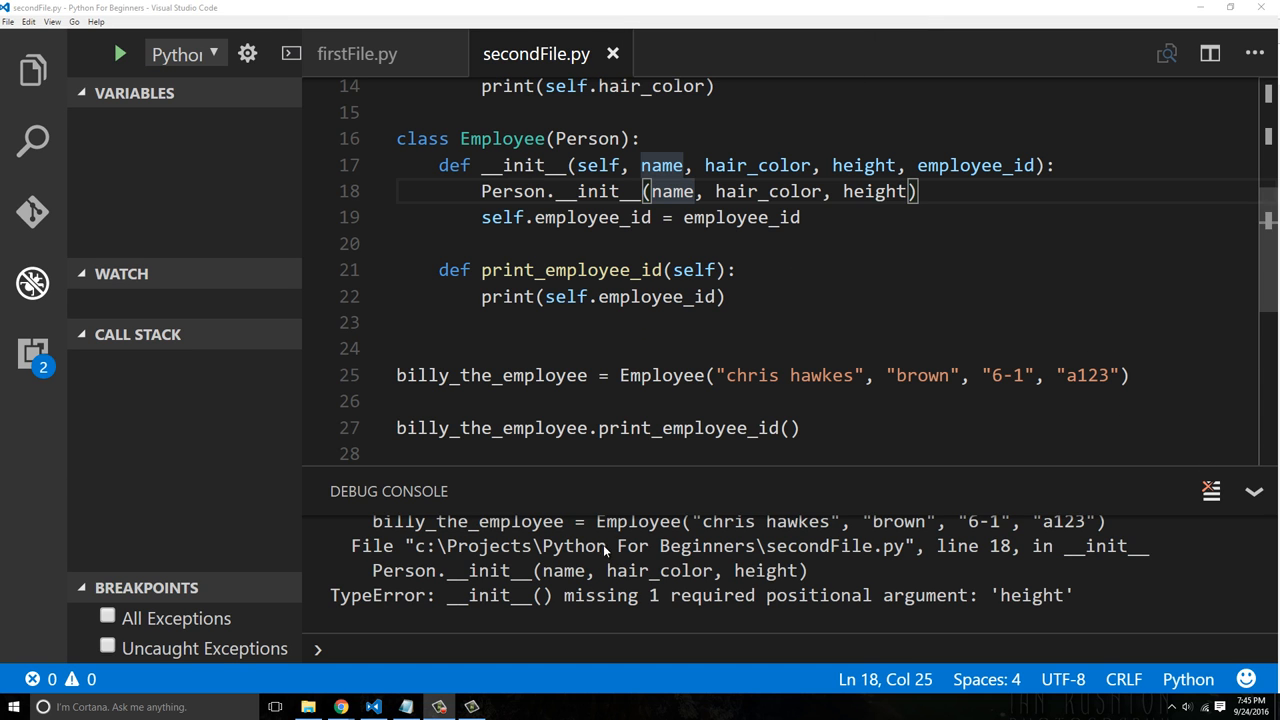 secondFile.py - Python For Beginners - Visual Studio Code
File Edit View Go Help
Python
firstFile.py
secondFile.py
VARIABLES
WATCH
CALL STACK
2
BREAKPOINTS
All Exceptions
Uncaught Exceptions
14 print(self.hair_color)
15
16 class Employee(Person):
17 def __init__(self, name, hair_color, height, employee_id):
18 Person.__init__(name, hair_color, height)
19 self.employee_id = employee_id
20
21 def print_employee_id(self):
22 print(self.employee_id)
23
24
25 billy_the_employee = Employee("chris hawkes", "brown", "6-1", "a123")
26
27 billy_the_employee.print_employee_id()
28
DEBUG CONSOLE
billy_the_employee = Employee("chris hawkes", "brown", "6-1", "a123")
File "c:\Projects\Python For Beginners\secondFile.py", line 18, in __init__
Person.__init__(name, hair_color, height)
TypeError: __init__() missing 1 required positional argument: 'height'
0 0 Ln 18, Col 25 Spaces: 4 UTF-8 CRLF Python
I'm Cortana. Ask me anything.
7:45 PM
9/24/2016